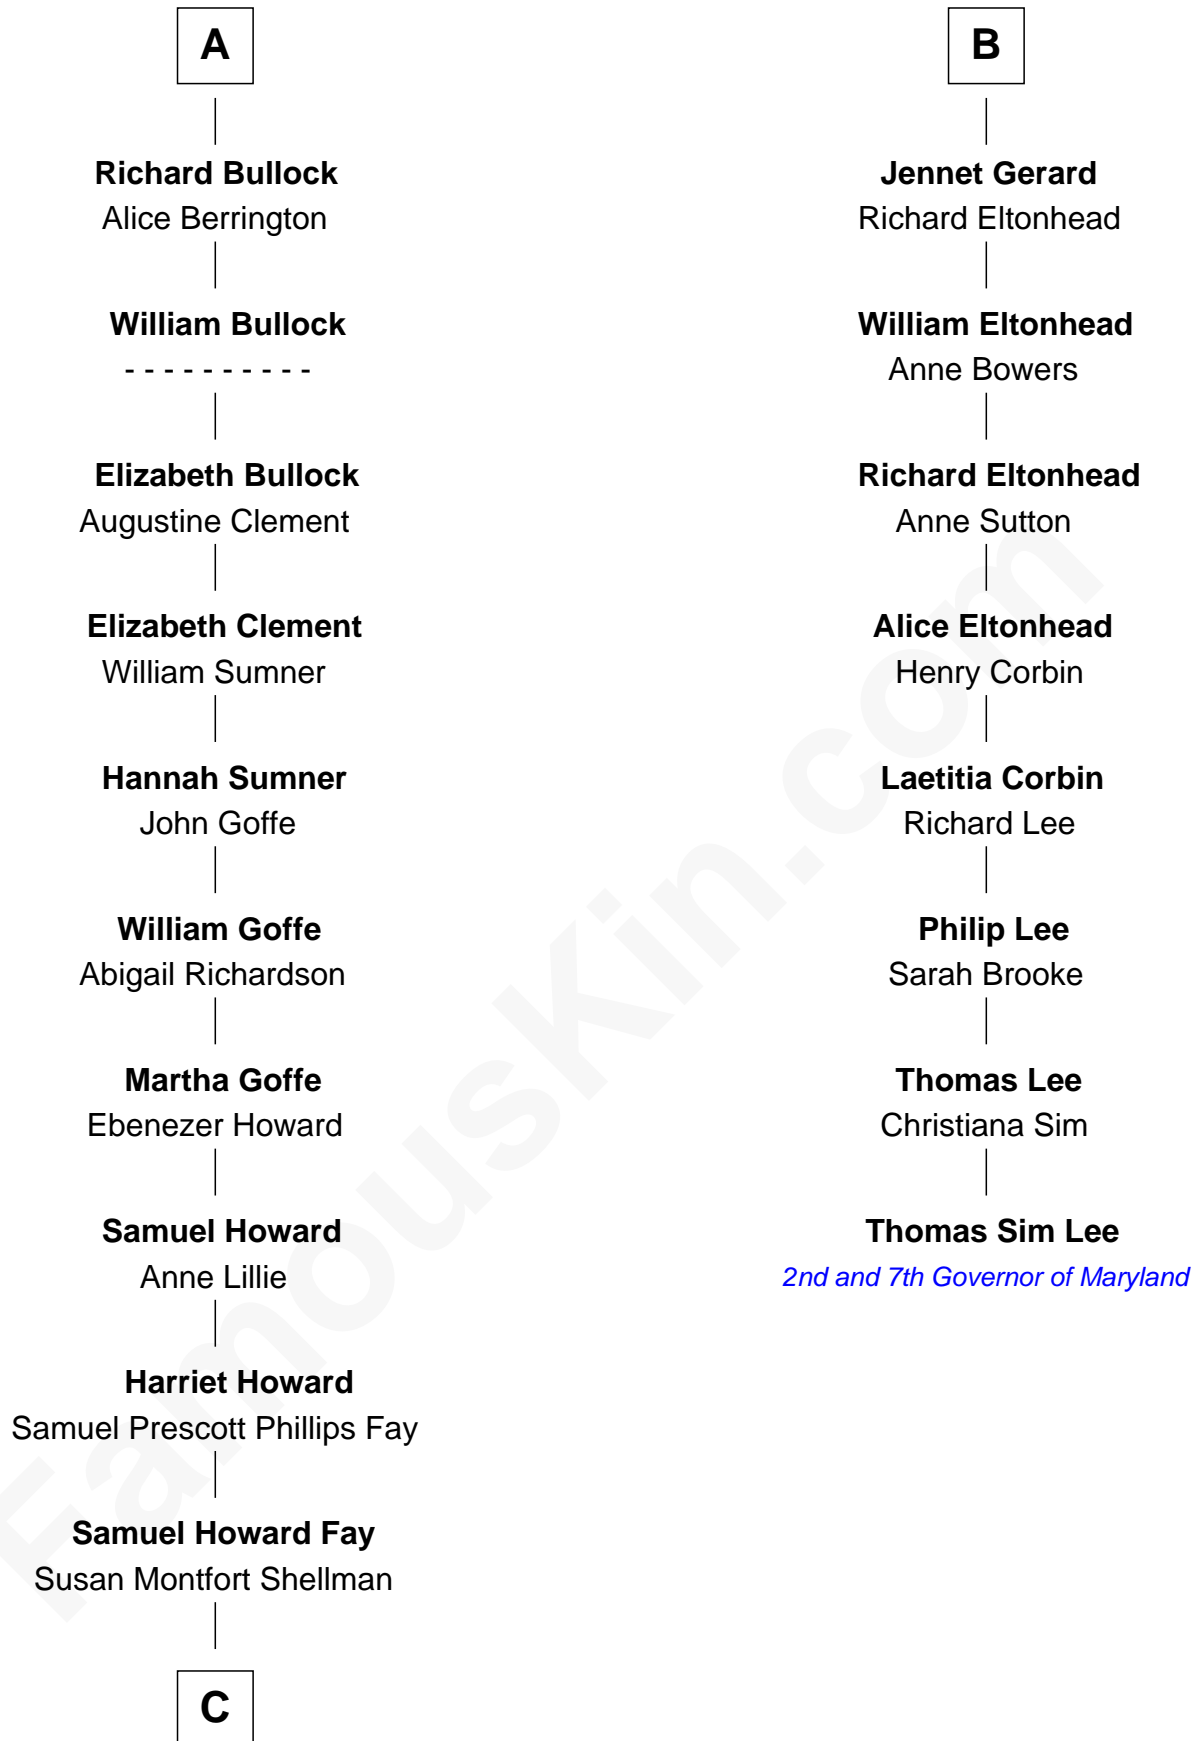 A
Richard Bullock
Alice Berrington
William Bullock
- - - - - - - - - -
Elizabeth Bullock
Augustine Clement
Elizabeth Clement
William Sumner
Hannah Sumner
John Goffe
William Goffe
Abigail Richardson
Martha Goffe
Ebenezer Howard
Samuel Howard
Anne Lillie
Harriet Howard
Samuel Prescott Phillips Fay
Samuel Howard Fay
Susan Montfort Shellman
C
B
Jennet Gerard
Richard Eltonhead
William Eltonhead
Anne Bowers
Richard Eltonhead
Anne Sutton
Alice Eltonhead
Henry Corbin
Laetitia Corbin
Richard Lee
Philip Lee
Sarah Brooke
Thomas Lee
Christiana Sim
Thomas Sim Lee
2nd and 7th Governor of Maryland
FamousKin.com